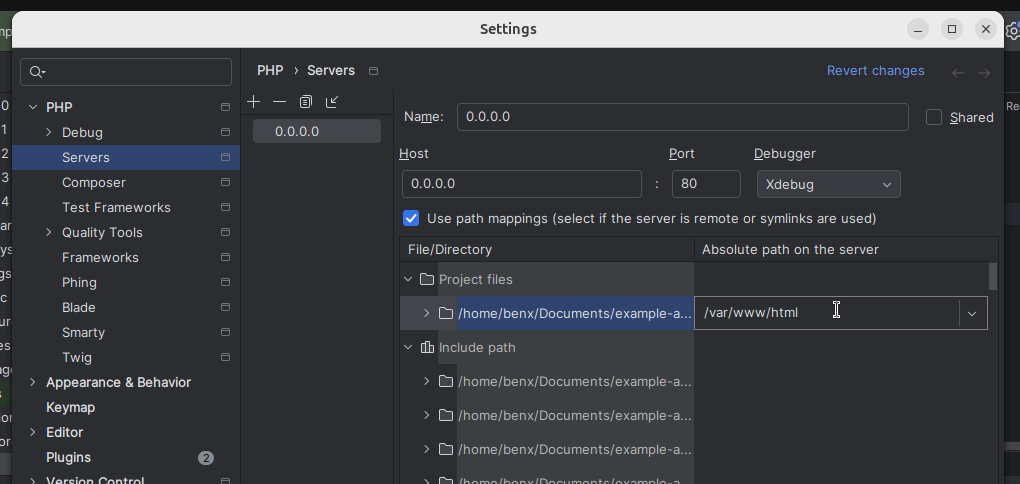 Settings
PHP › Servers
Revert changes
PHP
Debug
Servers
Composer
Test Frameworks
Quality Tools
Frameworks
Phing
Blade
Smarty
Twig
Appearance & Behavior
Keymap
Editor
Plugins 2
Version Control
0.0.0.0
Name: 0.0.0.0 Shared
Host Port Debugger
0.0.0.0 : 80 Xdebug
Use path mappings (select if the server is remote or symlinks are used)
File/Directory Absolute path on the server
Project files
/home/benx/Documents/example-a... /var/www/html
Include path
/home/benx/Documents/example-a...
/home/benx/Documents/example-a...
/home/benx/Documents/example-a...
/home/benx/Documents/example-a...